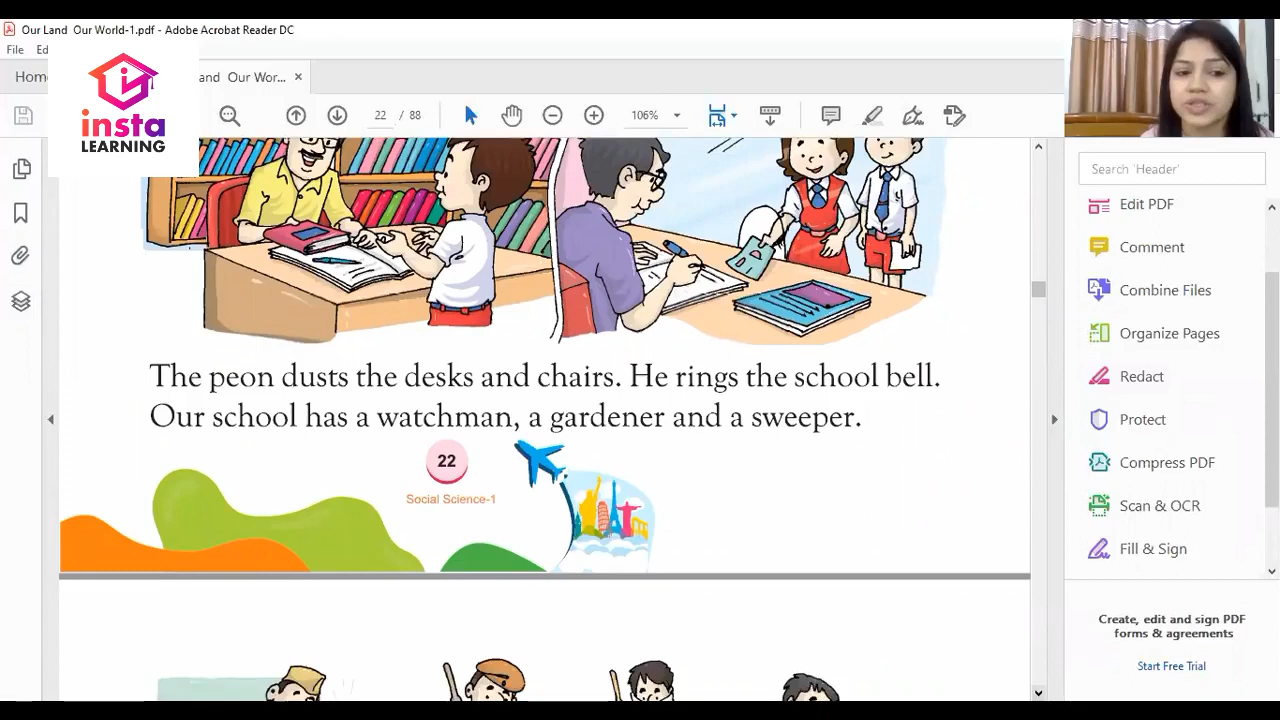 Our Land Our World-1.pdf - Adobe Acrobat Reader DC
File Ed
Hom
and Our Wor... ×
insta
LEARNING
22 / 88
106%
Search 'Header'
Edit PDF
Comment
Combine Files
Organize Pages
Redact
Protect
Compress PDF
Scan & OCR
Fill & Sign
Create, edit and sign PDF
forms & agreements
Start Free Trial
The peon dusts the desks and chairs. He rings the school bell.
Our school has a watchman, a gardener and a sweeper.
22
Social Science-1